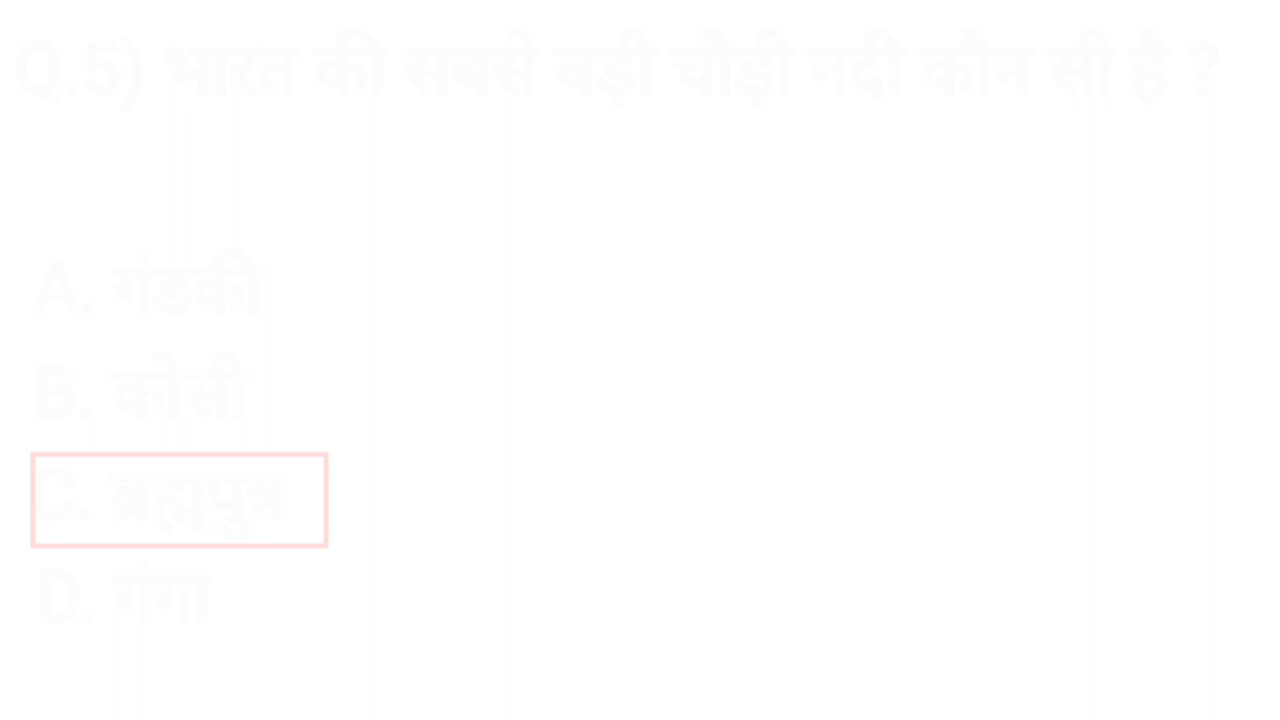 Q.5) भारत की सबसे बड़ी चौड़ी नदी कौन सी है ?
A. गंडकी
B. कोसी
C. ब्रह्मपुत्र
D. गंगा